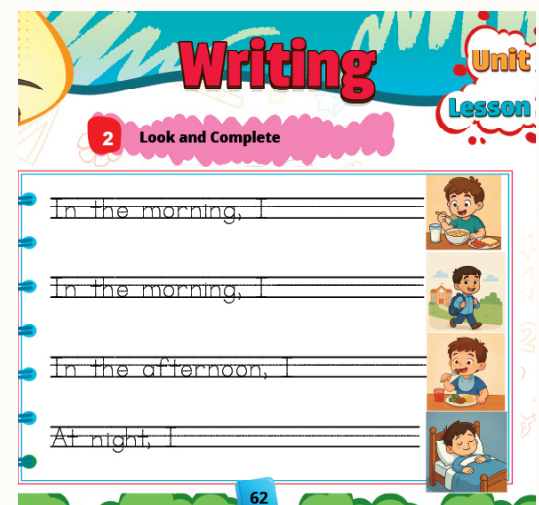 Writing
Unit
Lesson
2 Look and Complete
In the morning, I
In the morning, I
In the afternoon, I
At night, I
62